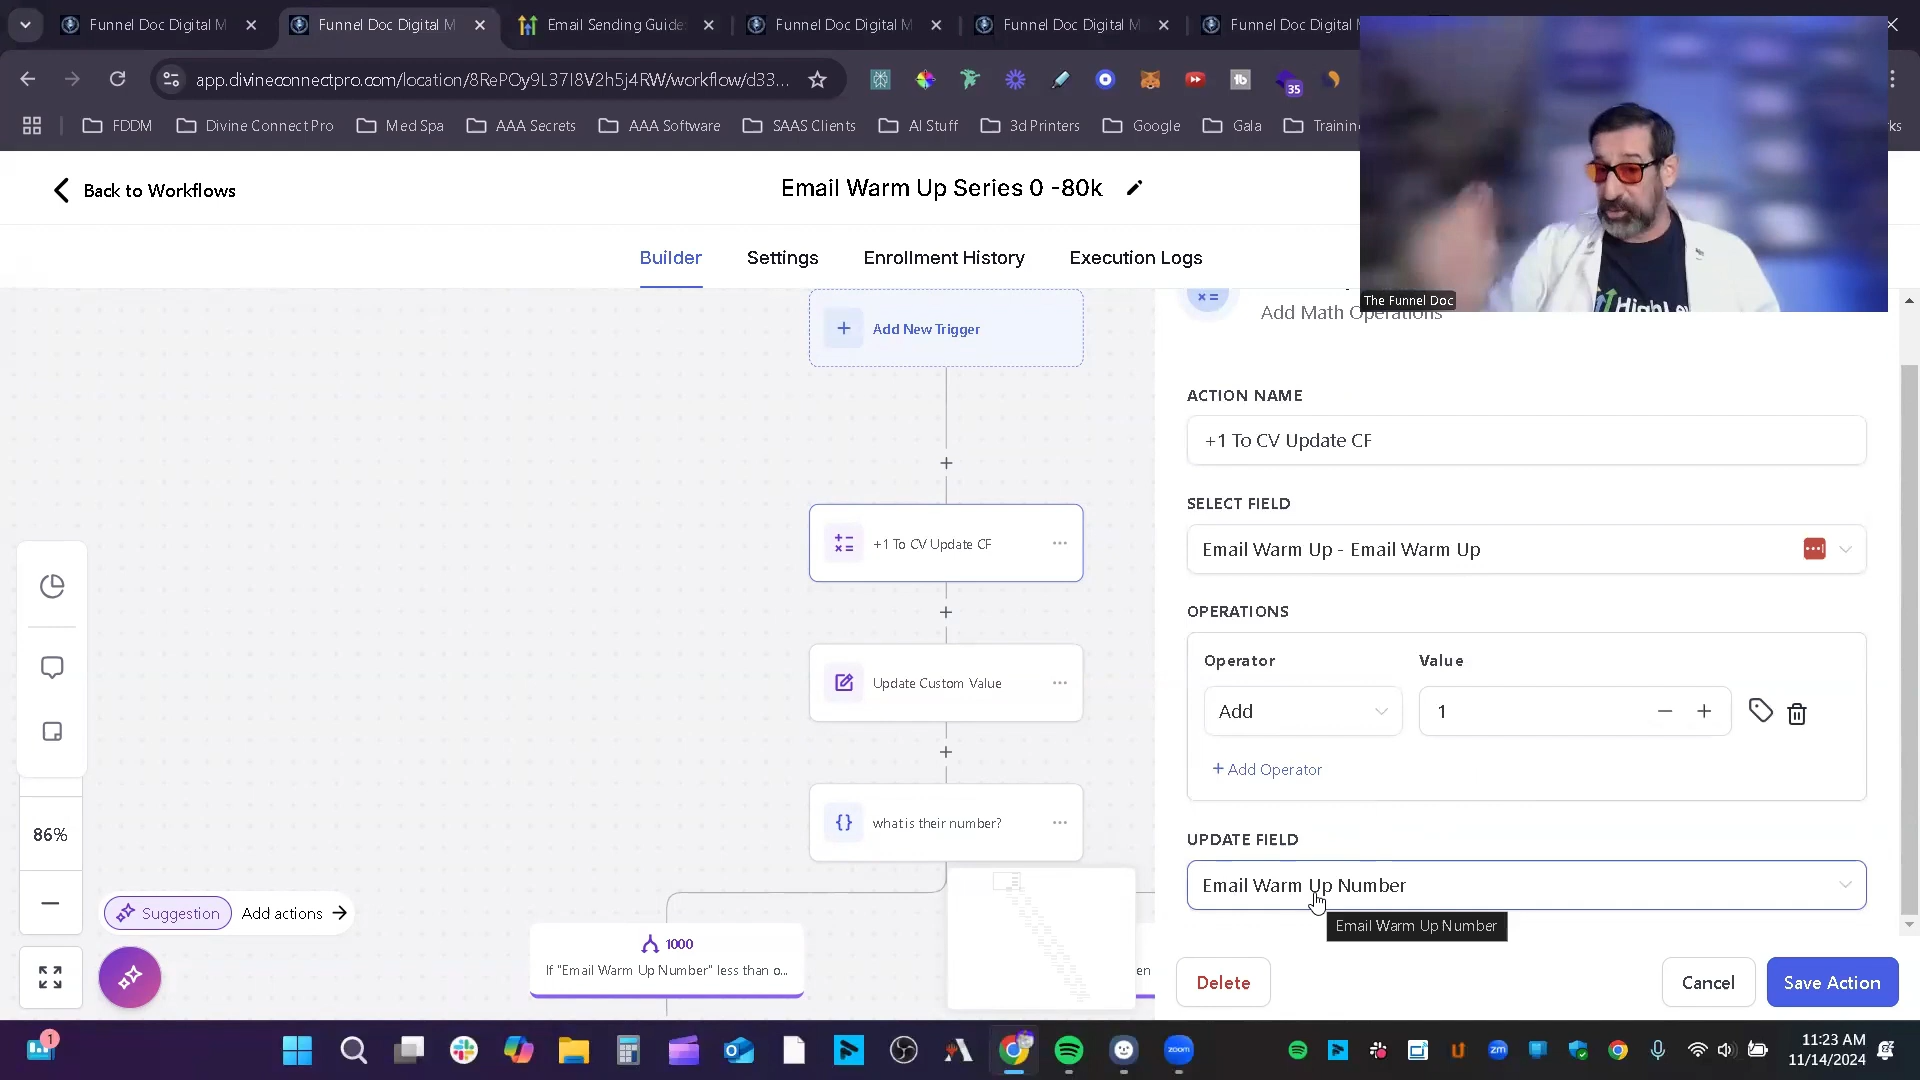 Funnel Doc Digital M
Funnel Doc Digital M
Email Sending Guide
Funnel Doc Digital M
Funnel Doc Digital M
Funnel Doc Digital M
app.divineconnectpro.com/location/8RePOy9L37I8V2h5j4RW/workflow/d33...
35
FDDM
Divine Connect Pro
Med Spa
AAA Secrets
AAA Software
SAAS Clients
AI Stuff
3d Printers
Google
Gala
Trainin
ks
Back to Workflows
Email Warm Up Series 0 -80k
Builder
Settings
Enrollment History
Execution Logs
The Funnel Doc
HighLev
Add Math Operations
Add New Trigger
+1 To CV Update CF
Update Custom Value
what is their number?
1000
If "Email Warm Up Number" less than o...
en
86%
Suggestion
Add actions
ACTION NAME
+1 To CV Update CF
SELECT FIELD
Email Warm Up - Email Warm Up
OPERATIONS
Operator
Value
Add
1
+ Add Operator
UPDATE FIELD
Email Warm Up Number
Email Warm Up Number
Delete
Cancel
Save Action
1
zoom
zm
11:23 AM
11/14/2024